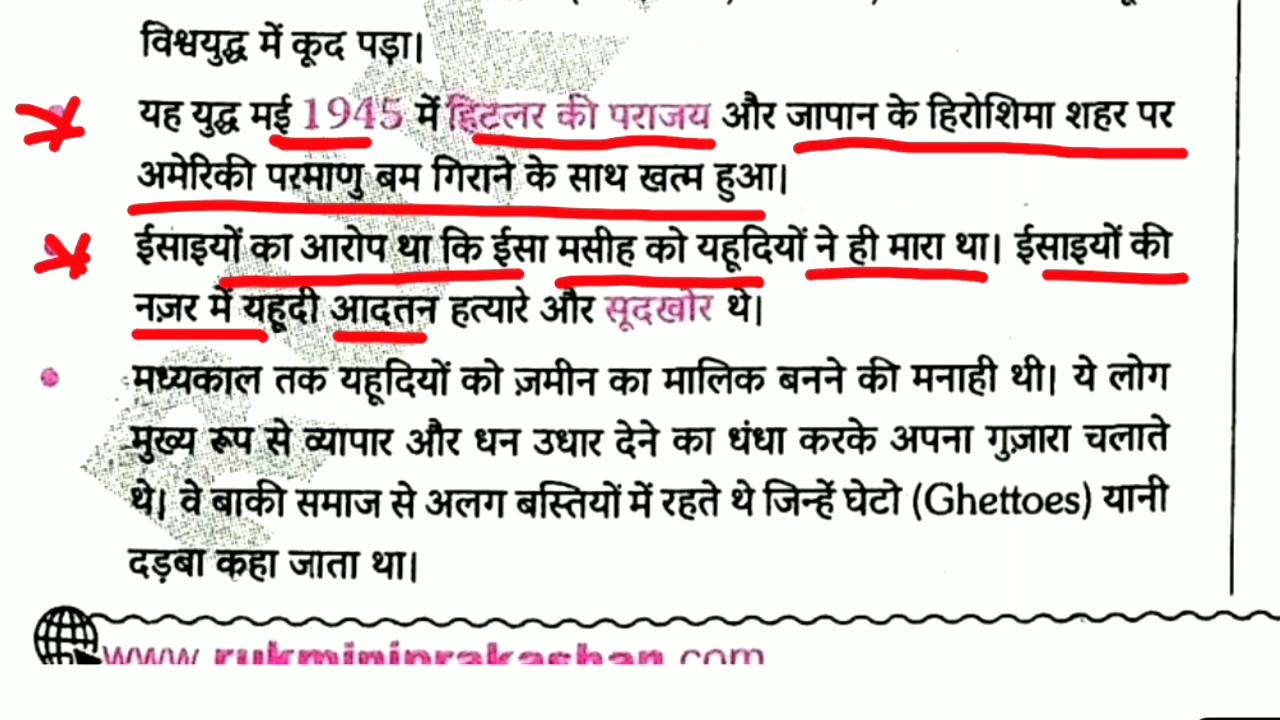 विश्वयुद्ध में कूद पड़ा।
यह युद्ध मई 1945 में हिटलर की पराजय और जापान के हिरोशिमा शहर पर
अमेरिकी परमाणु बम गिराने के साथ खत्म हुआ।
ईसाइयों का आरोप था कि ईसा मसीह को यहूदियों ने ही मारा था। ईसाइयों की
नज़र में यहूदी आदतन हत्यारे और सूदखोर थे।
मध्यकाल तक यहूदियों को ज़मीन का मालिक बनने की मनाही थी। ये लोग
मुख्य रूप से व्यापार और धन उधार देने का धंधा करके अपना गुज़ारा चलाते
थे। वे बाकी समाज से अलग बस्तियों में रहते थे जिन्हें घेटो (Ghettoes) यानी
दड़बा कहा जाता था।
www.rukminiprakashan.com